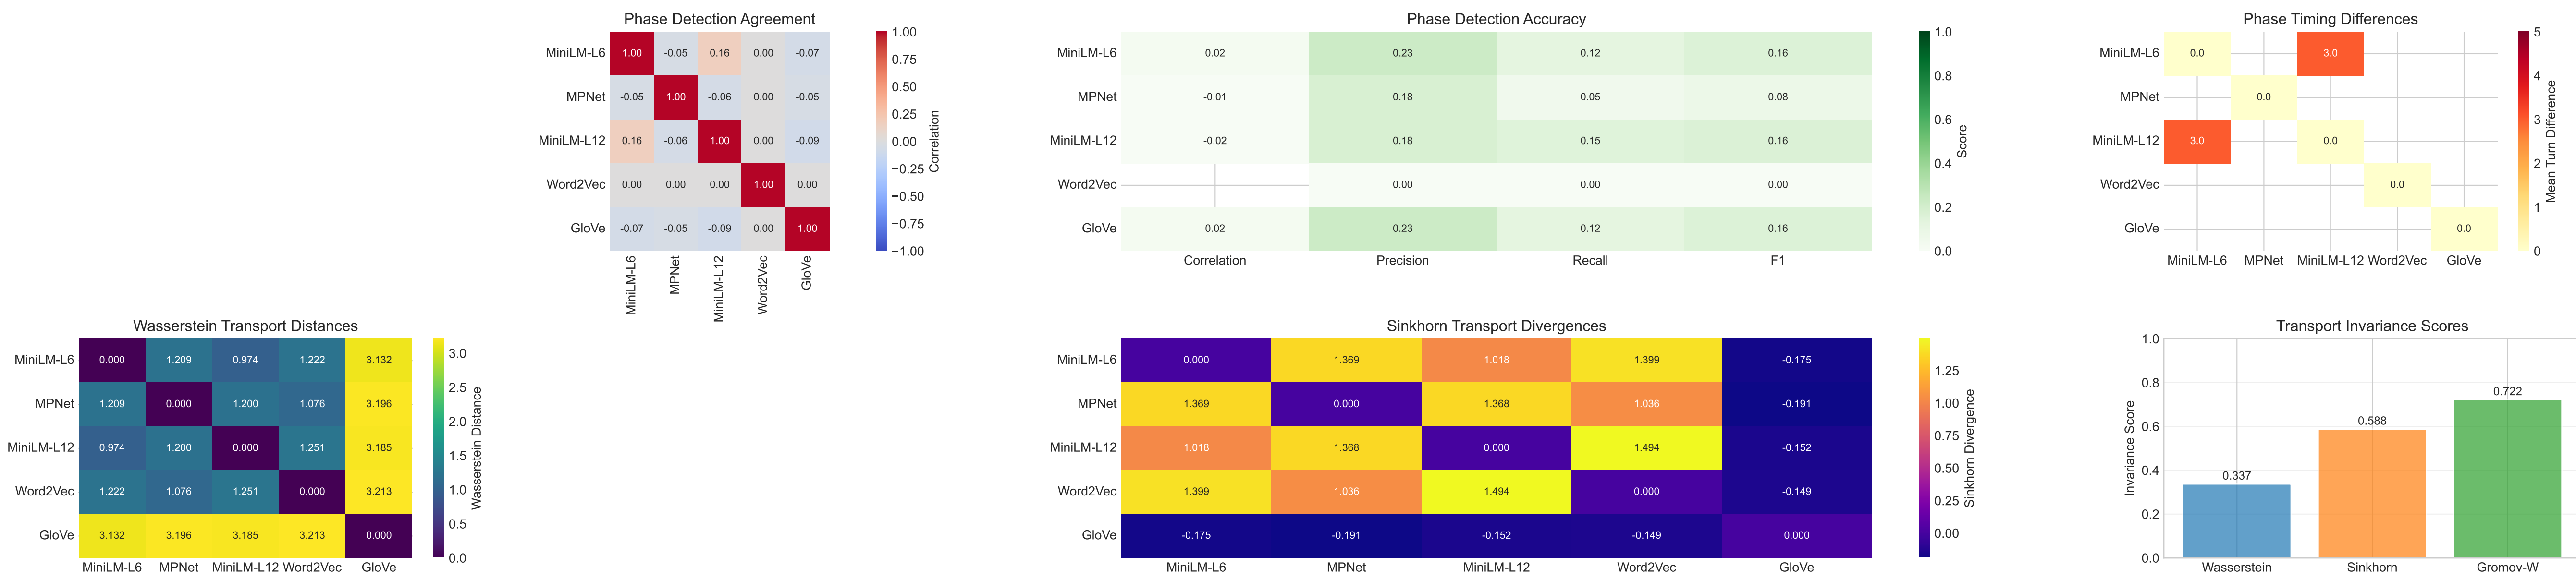 Phase Detection Agreement
MiniLM-L6 1.00 -0.05 0.16 0.00 -0.07
MPNet -0.05 1.00 -0.06 0.00 -0.05
MiniLM-L12 0.16 -0.06 1.00 0.00 -0.09
Word2Vec 0.00 0.00 0.00 1.00 0.00
GloVe -0.07 -0.05 -0.09 0.00 1.00
MiniLM-L6 MPNet MiniLM-L12 Word2Vec GloVe
1.00
0.75
0.50
0.25
0.00
−0.25
−0.50
−0.75
−1.00
Correlation
Phase Detection Accuracy
MiniLM-L6 0.02 0.23 0.12 0.16
MPNet -0.01 0.18 0.05 0.08
MiniLM-L12 -0.02 0.18 0.15 0.16
Word2Vec 0.00 0.00 0.00
GloVe 0.02 0.23 0.12 0.16
Correlation Precision Recall F1
1.0
0.8
0.6
0.4
0.2
0.0
Score
Phase Timing Differences
MiniLM-L6 0.0 3.0
MPNet 0.0
MiniLM-L12 3.0 0.0
Word2Vec 0.0
GloVe 0.0
MiniLM-L6 MPNet MiniLM-L12 Word2Vec GloVe
5
4
3
2
1
0
Mean Turn Difference
Wasserstein Transport Distances
MiniLM-L6 0.000 1.209 0.974 1.222 3.132
MPNet 1.209 0.000 1.200 1.076 3.196
MiniLM-L12 0.974 1.200 0.000 1.251 3.185
Word2Vec 1.222 1.076 1.251 0.000 3.213
GloVe 3.132 3.196 3.185 3.213 0.000
MiniLM-L6 MPNet MiniLM-L12 Word2Vec GloVe
3.0
2.5
2.0
1.5
1.0
0.5
0.0
Wasserstein Distance
Sinkhorn Transport Divergences
MiniLM-L6 0.000 1.369 1.018 1.399 -0.175
MPNet 1.369 0.000 1.368 1.036 -0.191
MiniLM-L12 1.018 1.368 0.000 1.494 -0.152
Word2Vec 1.399 1.036 1.494 0.000 -0.149
GloVe -0.175 -0.191 -0.152 -0.149 0.000
MiniLM-L6 MPNet MiniLM-L12 Word2Vec GloVe
1.25
1.00
0.75
0.50
0.25
0.00
Sinkhorn Divergence
Transport Invariance Scores
1.0
0.8
0.6
0.4
0.2
0.0
Invariance Score
0.337 0.588 0.722
Wasserstein Sinkhorn Gromov-W